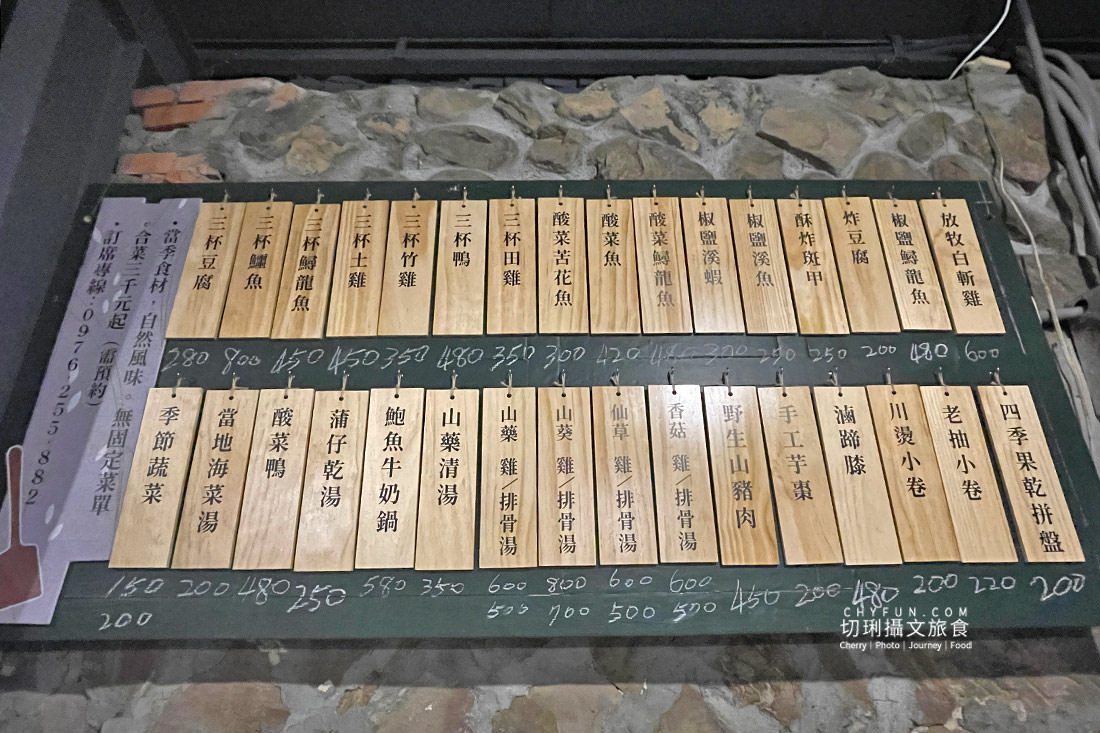 放牧白斬雞
椒鹽鱘龍魚
炸豆腐
酥炸斑甲
椒鹽溪魚
椒鹽溪蝦
酸菜鱘龍魚
酸菜魚
酸菜苦花魚
三杯田雞
三杯鴨
三杯竹雞
三杯土雞
三杯鱘龍魚
三杯鱷魚
三杯豆腐
600
480
200
250
250
300
480
420
300
350
480
350
450
450
800
280
四季果乾拼盤
老抽小卷
川燙小卷
滷蹄膝
手工芋棗
野生山豬肉
香菇 雞／排骨湯
仙草 雞／排骨湯
山葵 雞／排骨湯
山藥 雞／排骨湯
山藥清湯
鮑魚牛奶鍋
蒲仔乾湯
酸菜鴨
當地海菜湯
季節蔬菜
200
220
200
480
200
450
600
500
600
500
800
700
600
500
350
580
250
480
200
150
200
•當季食材，自然風味。無固定菜單
•合菜三千元起（需預約）
•訂席專線：0976-255-882
CHYFUN.COM
切琍攝文旅食
Cherry | Photo | Journey | Food